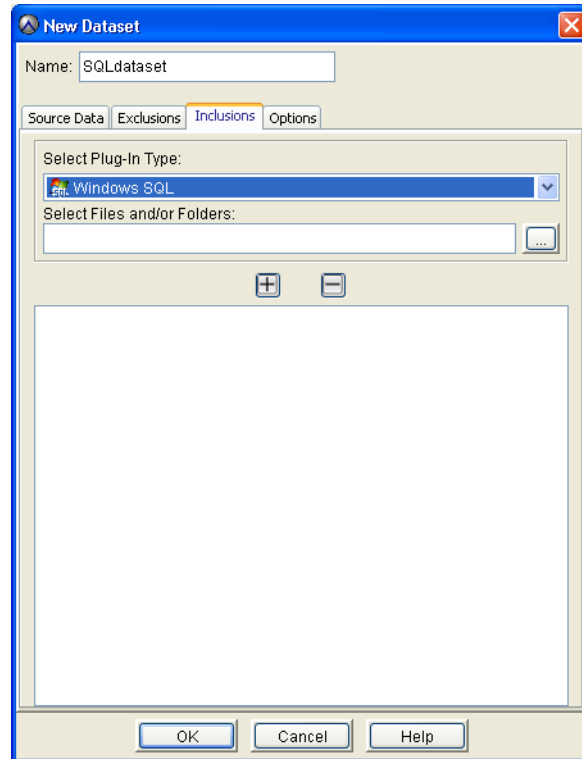 New Dataset
Name: SQLdataset
Source Data Exclusions Inclusions Options
Select Plug-In Type:
SQL Windows SQL
Select Files and/or Folders:
...
OK Cancel Help